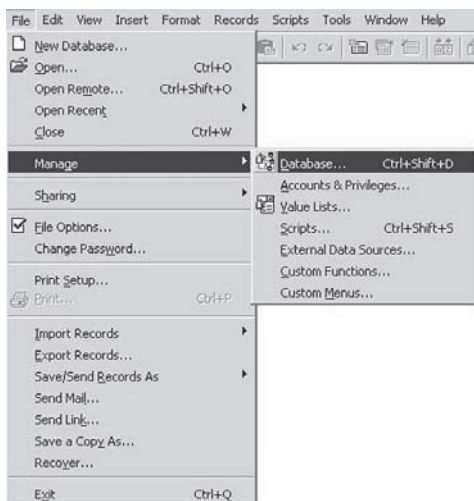 File Edit View Insert Format Records Scripts Tools Window Help
New Database...
Open... Ctrl+O
Open Remote... Ctrl+Shift+O
Open Recent
Close Ctrl+W
Manage
Sharing
File Options...
Change Password...
Print Setup...
Print... Ctrl+P
Import Records
Export Records...
Save/Send Records As
Send Mail...
Send Link...
Save a Copy As...
Recover...
Exit Ctrl+Q
Database... Ctrl+Shift+D
Accounts & Privileges...
Value Lists...
Scripts... Ctrl+Shift+S
External Data Sources...
Custom Functions...
Custom Menus...